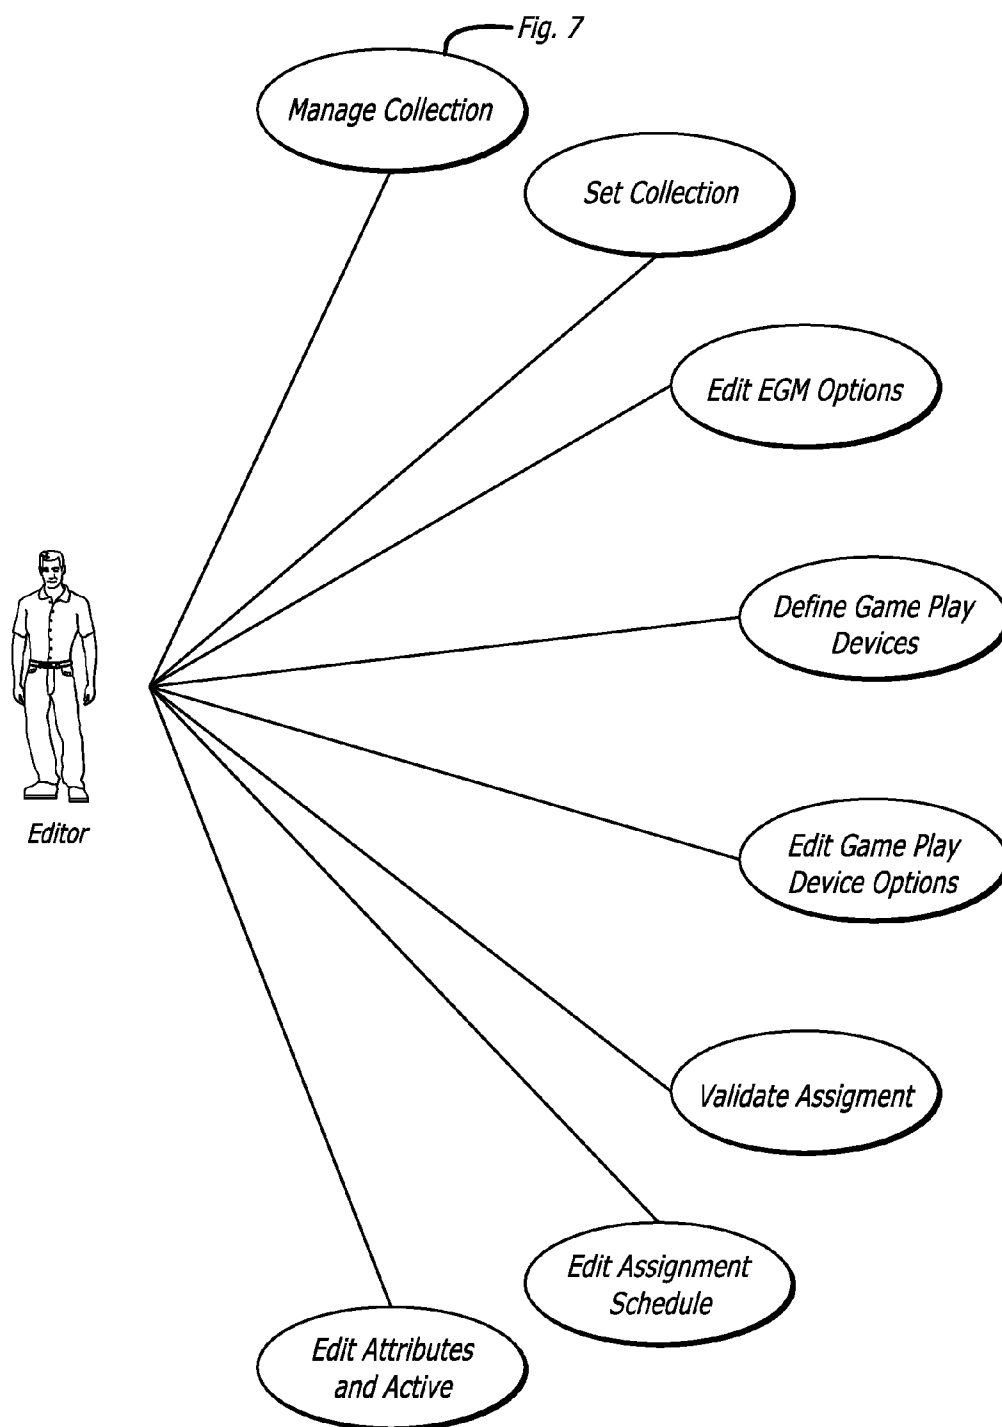 Fig. 7
Manage Collection
Set Collection
Edit EGM Options
Define Game Play
Devices
Editor
Edit Game Play
Device Options
Validate Assigment
Edit Assignment
Schedule
Edit Attributes
and Active